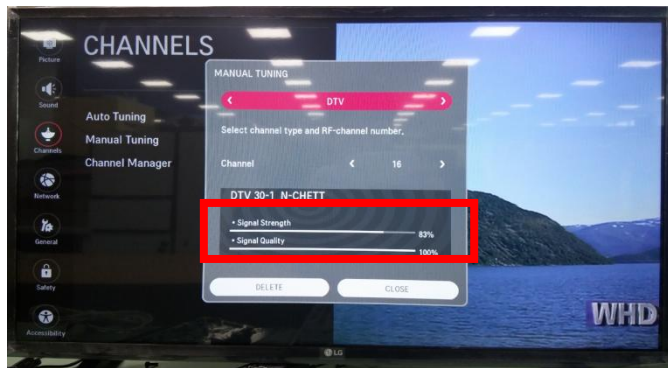 CHANNELS
Picture
Sound
Channels
Network
General
Safety
Accessibility
Auto Tuning
Manual Tuning
Channel Manager
MANUAL TUNING
< DTV >
Select channel type and RF-channel number.
Channel < 16 >
DTV 30-1 N-CHETT
• Signal Strength
83%
• Signal Quality
100%
DELETE CLOSE
WHD
LG